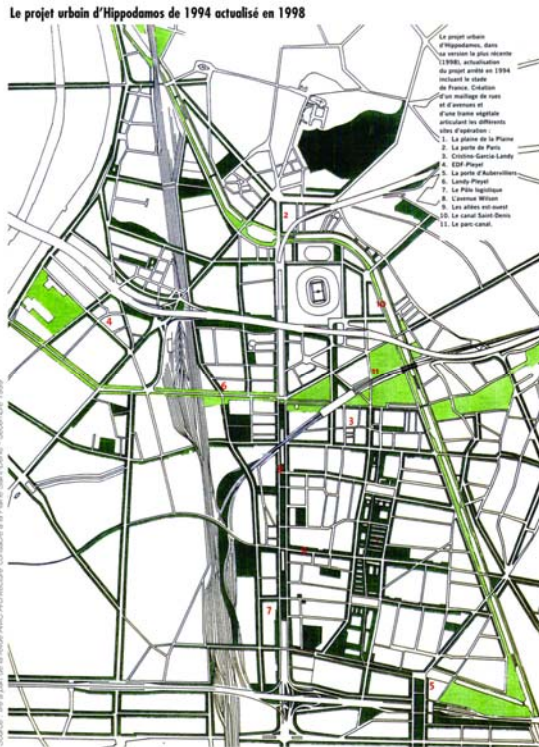 Le projet urbain d'Hippodamos de 1994 actualisé en 1998
Le projet urbain
d'Hippodamos, dans
sa version la plus récente
(1998), actualisation
du projet arrêté en 1994
incluant le stade
de France. Création
d'un maillage de rues
et d'avenues et
d'une trame végétale
articulant les différents
sites d'opération :
1. La plaine de la Plaine
2. La porte de Paris
3. Cristino-Garcia-Landy
4. EDF-Pleyel
5. La porte d'Aubervilliers
6. Landy-Pleyel
7. Le Pôle logistique
8. L'avenue Wilson
9. Les allées est-ouest
10. Le canal Saint-Denis
11. Le parc-canal.
2
10
4
11
6
3
7
5